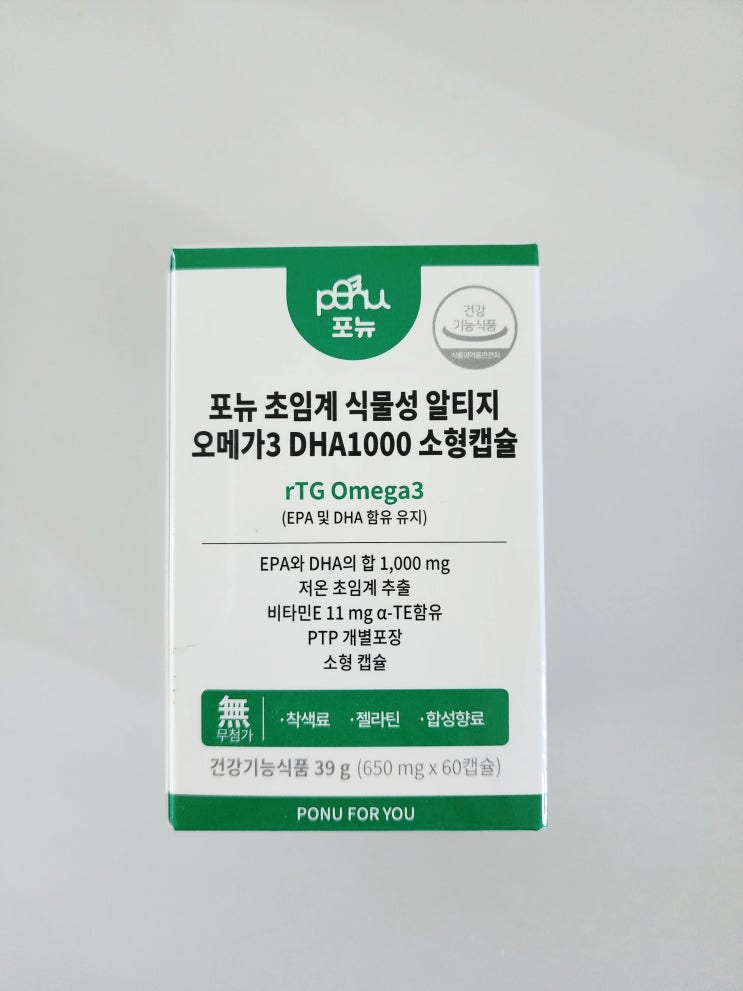 ponu
포뉴
건강
기능식품
식품의약품안전처
포뉴 초임계 식물성 알티지
오메가3 DHA1000 소형캡슐
rTG Omega3
(EPA 및 DHA 함유 유지)
EPA와 DHA의 합 1,000 mg
저온 초임계 추출
비타민E 11 mg α-TE함유
PTP 개별포장
소형 캡슐
無
무첨가
·착색료 ·젤라틴 ·합성향료
건강기능식품 39 g (650 mg x 60캡슐)
PONU FOR YOU